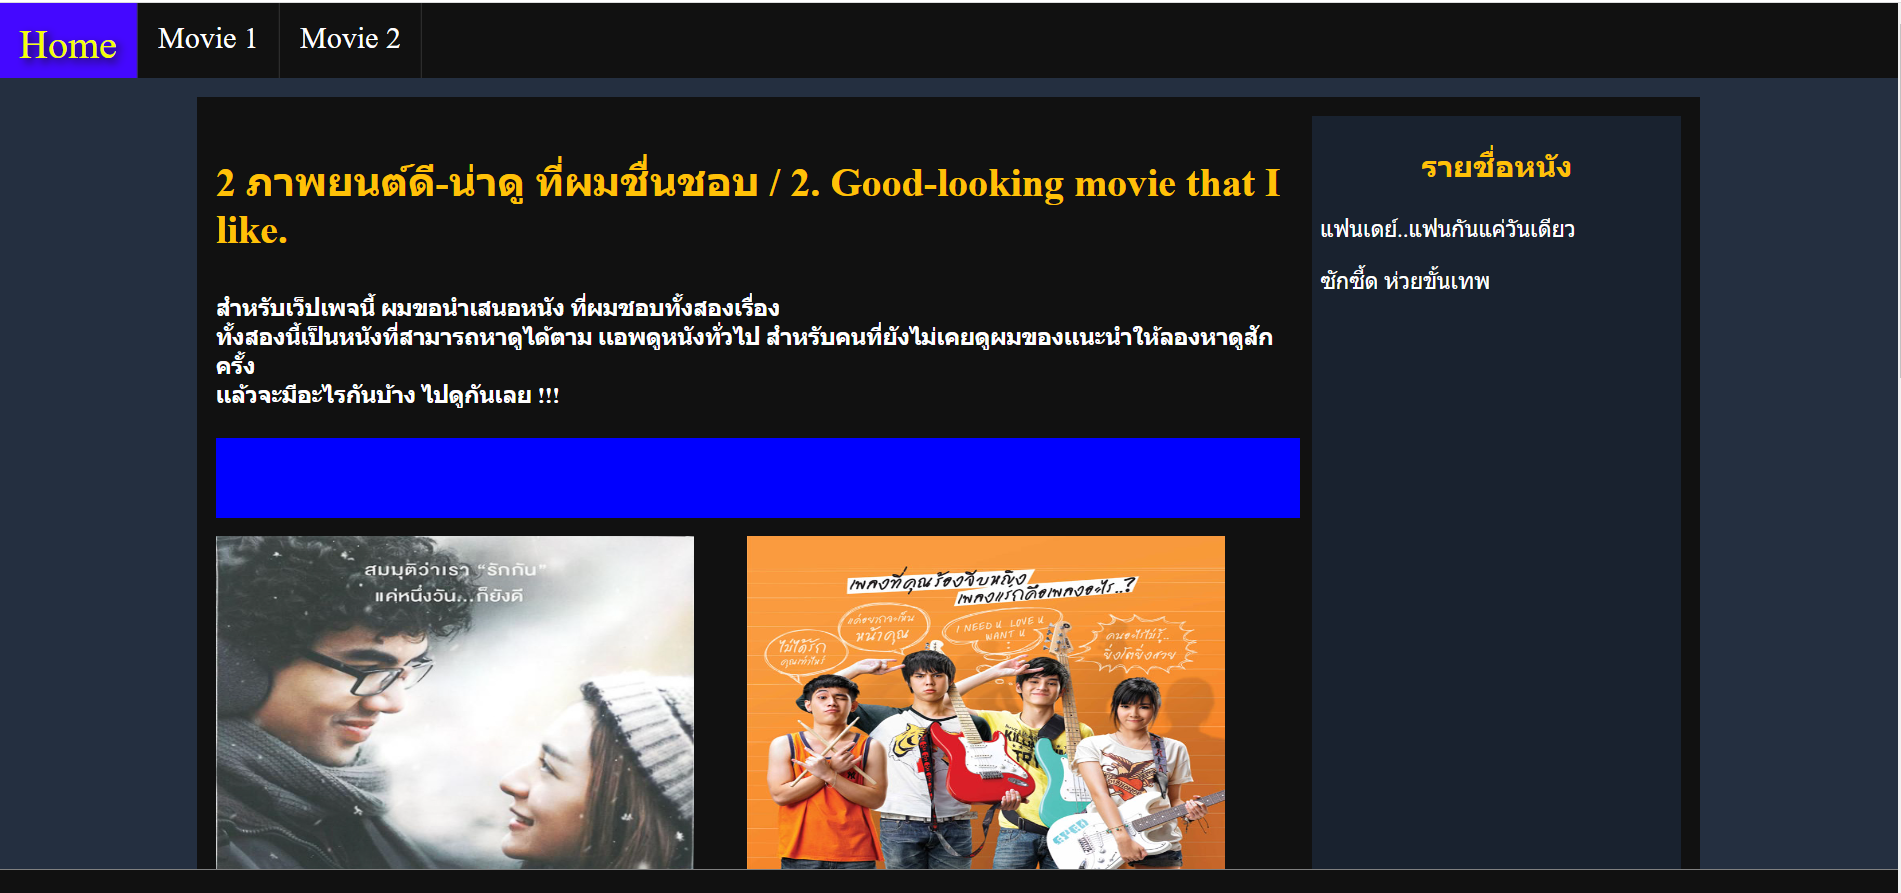 Home
Movie 1
Movie 2
2 ภาพยนต์ดี-น่าดู ที่ผมชื่นชอบ / 2. Good-looking movie that I
like.
สำหรับเว็ปเพจนี้ ผมขอนำเสนอหนัง ที่ผมชอบทั้งสองเรื่อง
ทั้งสองนี้เป็นหนังที่สามารถหาดูได้ตาม แอพดูหนังทั่วไป สำหรับคนที่ยังไม่เคยดูผมของแนะนำให้ลองหาดูสัก
ครั้ง
แล้วจะมีอะไรกันบ้าง ไปดูกันเลย !!!
รายชื่อหนัง
แฟนเดย์..แฟนกันแค่วันเดียว
ซักซี้ด ห่วยขั้นเทพ
สมมุติว่าเรา “รักกัน”
แค่หนึ่งวัน...ก็ยังดี
เพลงที่คุณร้องจีบหญิง
เพลงแรกคือเพลงอะไร..?
ไม่ได้รัก
คุณเท่าไหร่
แค่อยากจะเห็น
หน้าคุณ
I NEED U LOVE U
WANT U
คนอะไรไม่รู้..
ยิ่งโตยิ่งสวย